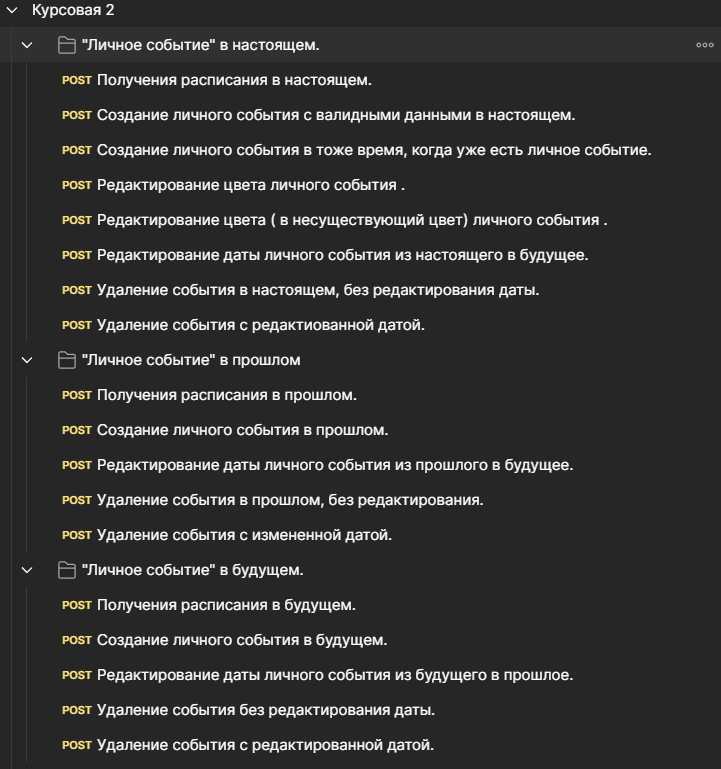 Курсовая 2
"Личное событие" в настоящем.
POST Получения расписания в настоящем.
POST Создание личного события с валидными данными в настоящем.
POST Создание личного события в тоже время, когда уже есть личное событие.
POST Редактирование цвета личного события .
POST Редактирование цвета ( в несуществующий цвет) личного события .
POST Редактирование даты личного события из настоящего в будущее.
POST Удаление события в настоящем, без редактирования даты.
POST Удаление события с редактиованной датой.
"Личное событие" в прошлом
POST Получения расписания в прошлом.
POST Создание личного события в прошлом.
POST Редактирование даты личного события из прошлого в будущее.
POST Удаление события в прошлом, без редактирования.
POST Удаление события с измененной датой.
"Личное событие" в будущем.
POST Получения расписания в будущем.
POST Создание личного события в будущем.
POST Редактирование даты личного события из будущего в прошлое.
POST Удаление события без редактирования даты.
POST Удаление события с редактированной датой.